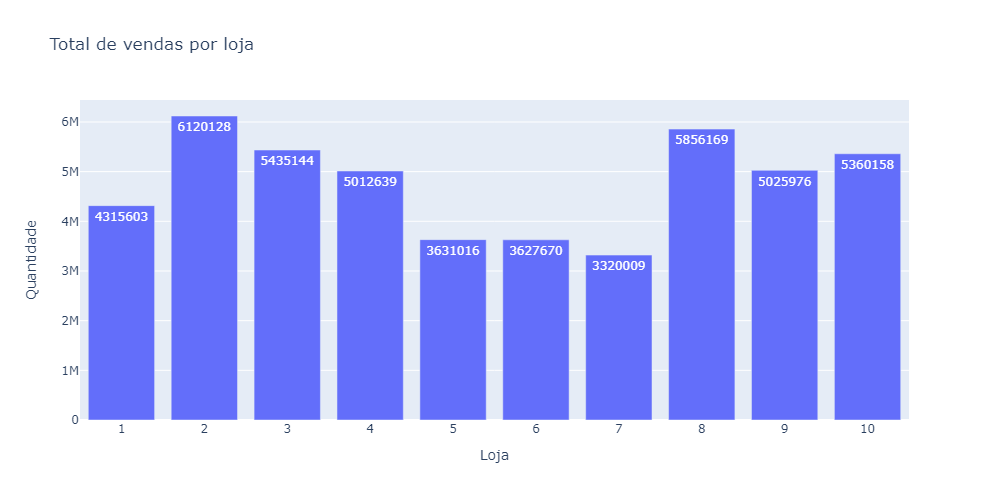 Total de vendas por loja
Quantidade
6M
5M
4M
3M
2M
1M
0
4315603
6120128
5435144
5012639
3631016
3627670
3320009
5856169
5025976
5360158
1 2 3 4 5 6 7 8 9 10
Loja